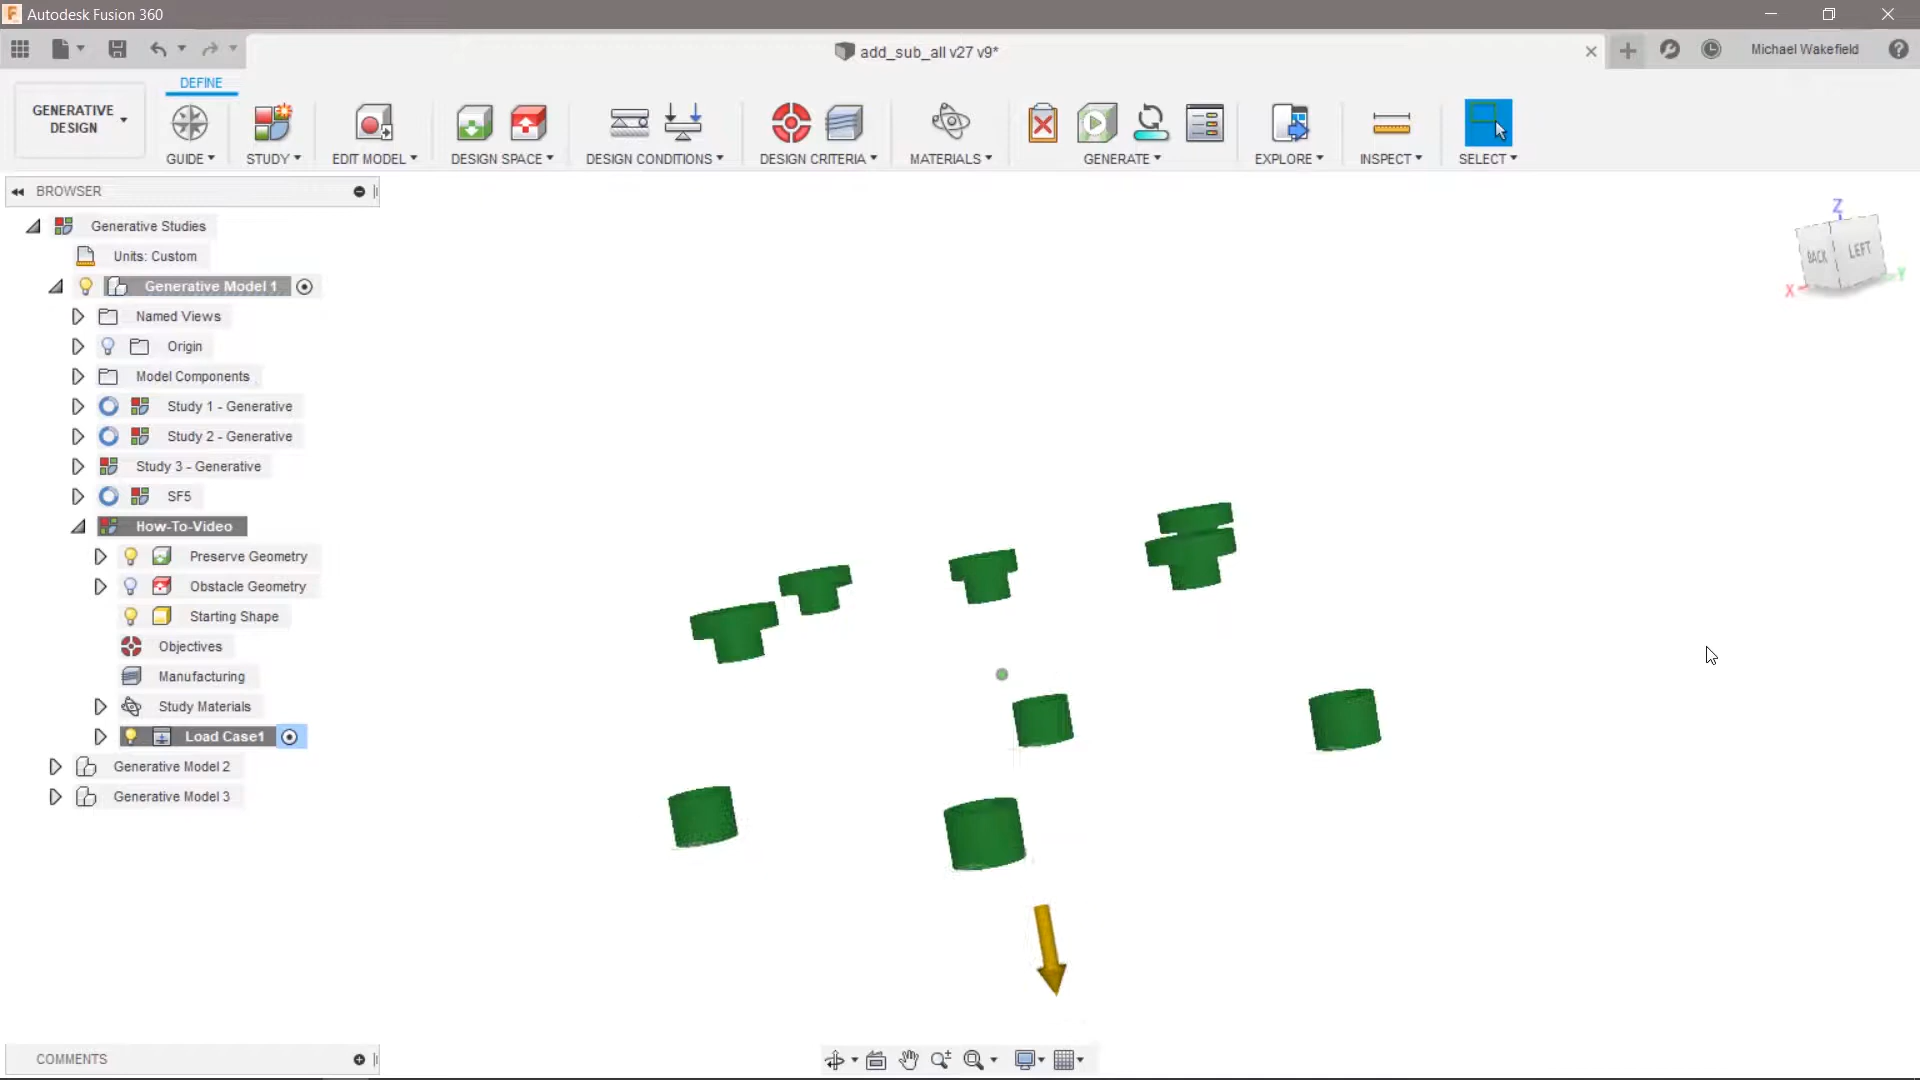 Autodesk Fusion 360
add_sub_all v27 v9*
Michael Wakefield
DEFINE
GENERATIVE
DESIGN
GUIDE
STUDY
EDIT MODEL
DESIGN SPACE
DESIGN CONDITIONS
DESIGN CRITERIA
MATERIALS
GENERATE
EXPLORE
INSPECT
SELECT
BROWSER
Generative Studies
Units: Custom
Generative Model 1
Named Views
Origin
Model Components
Study 1 - Generative
Study 2 - Generative
Study 3 - Generative
SF5
How-To-Video
Preserve Geometry
Obstacle Geometry
Starting Shape
Objectives
Manufacturing
Study Materials
Load Case1
Generative Model 2
Generative Model 3
Z
BACK
LEFT
X
Y
COMMENTS